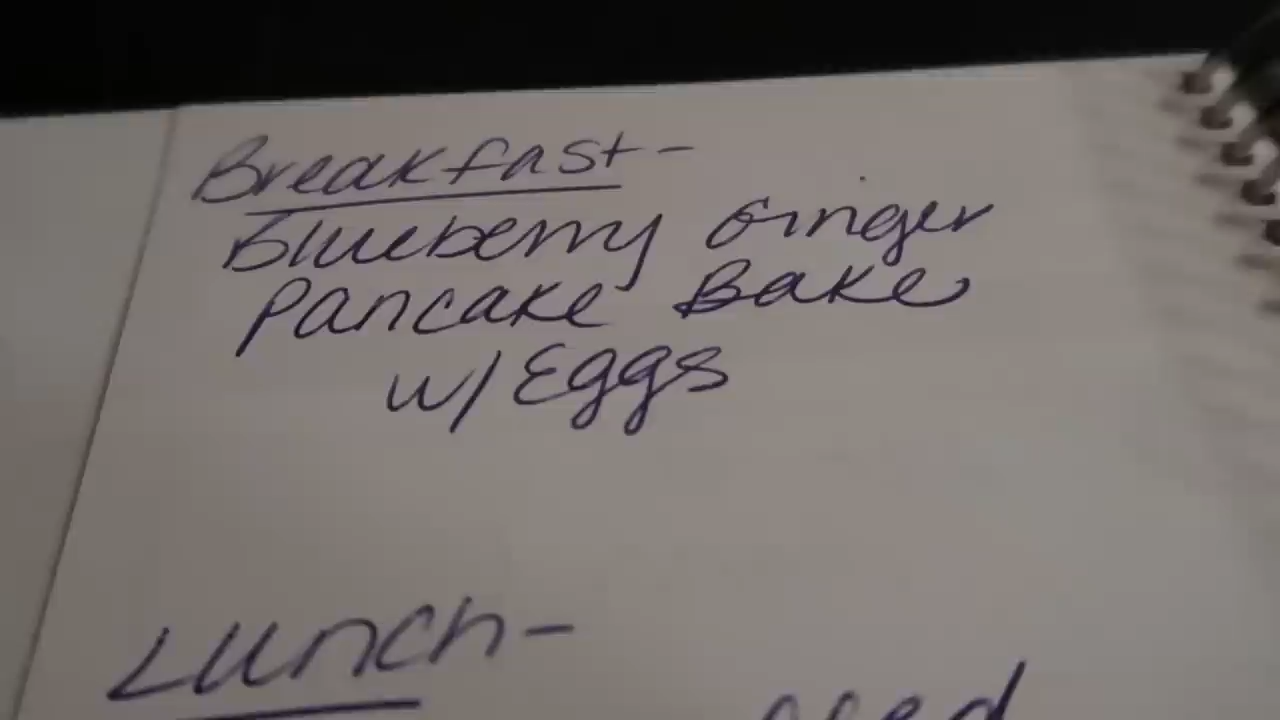 Breakfast-
Blueberry Ginger
Pancake Bake
w/ Eggs
Lunch-